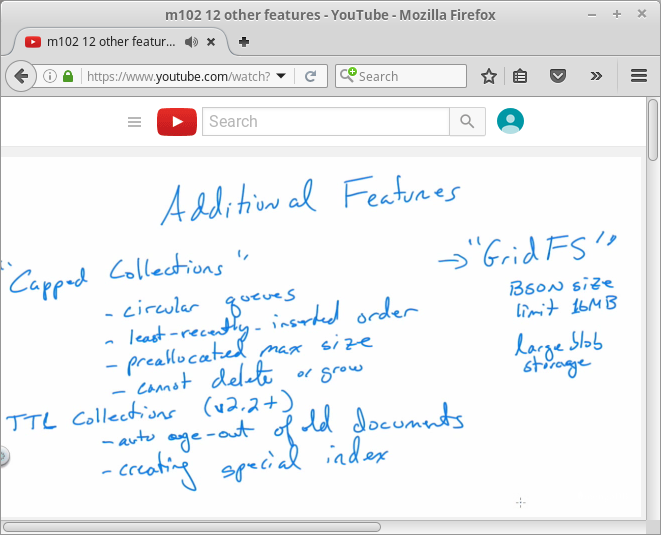 m102 12 other features - YouTube - Mozilla Firefox
m102 12 other featur...
https://www.youtube.com/watch?
Search
Search
Additional Features
"Capped Collections"
- circular queues
- least-recently-inserted order
- preallocated max size
- cannot delete or grow
TTL Collections (v2.2+)
- auto age-out of old documents
- creating special index
→ "GridFS"
BSON size
limit 16MB
large blob
storage